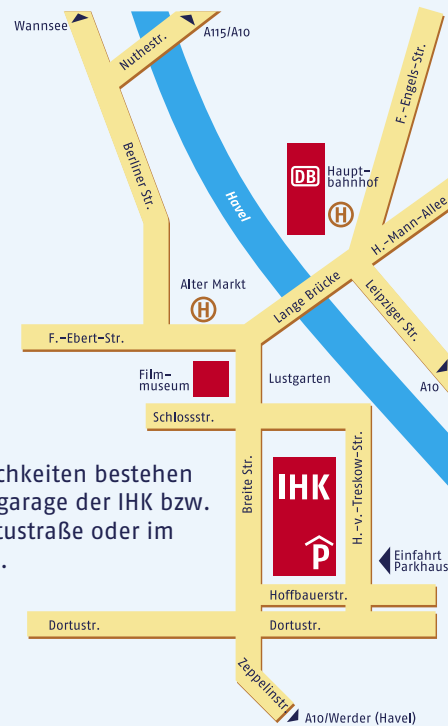 Wannsee
A115/A10
Nuthestr.
F.-Engels-Str.
Berliner Str.
Havel
DB
Haupt-
bahnhof
H
H.-Mann-Allee
Alter Markt
H
Lange Brücke
Leipziger Str.
F.-Ebert-Str.
Film-
museum
Lustgarten
A10
Schlossstr.
Breite Str.
H.-v.-Treskow-Str.
IHK
P
chkeiten bestehen
garage der IHK bzw.
tustraße oder im
.
Einfahrt
Parkhaus
Hoffbauerstr.
Dortustr.
Dortustr.
Zeppelinstr.
A10/Werder (Havel)